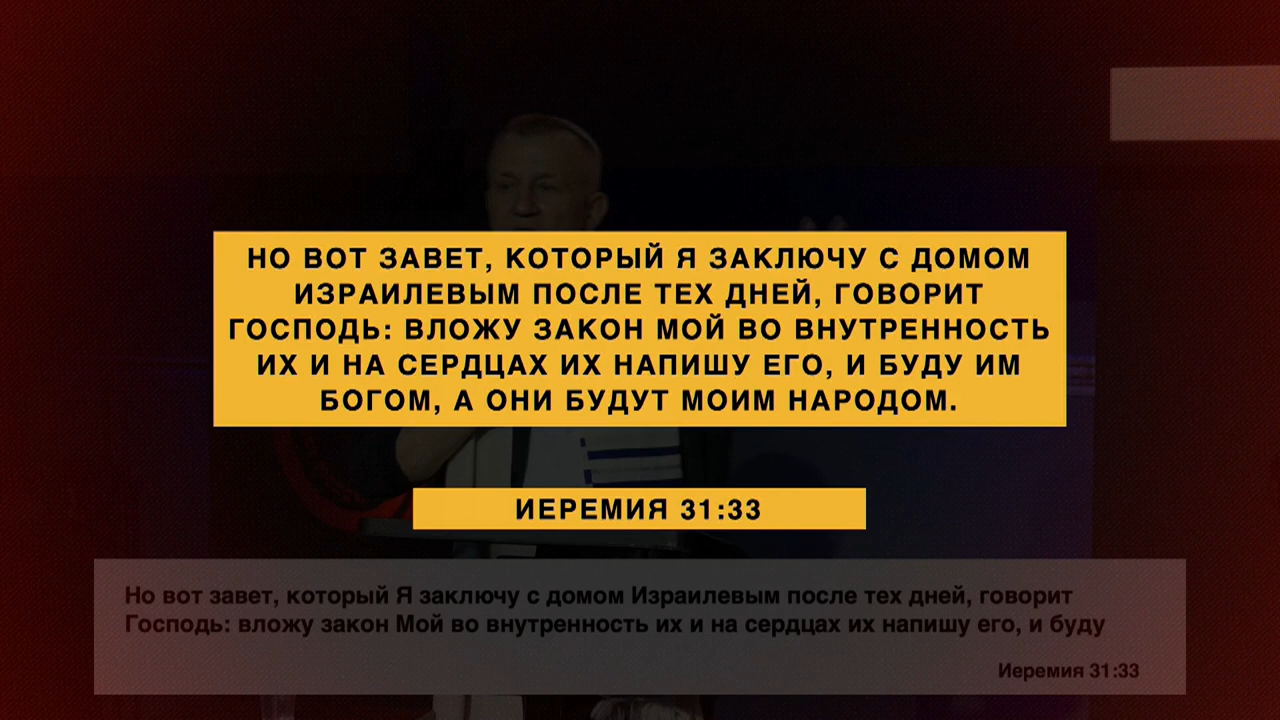 НО ВОТ ЗАВЕТ, КОТОРЫЙ Я ЗАКЛЮЧУ С ДОМОМ
ИЗРАИЛЕВЫМ ПОСЛЕ ТЕХ ДНЕЙ, ГОВОРИТ
ГОСПОДЬ: ВЛОЖУ ЗАКОН МОЙ ВО ВНУТРЕННОСТЬ
ИХ И НА СЕРДЦАХ ИХ НАПИШУ ЕГО, И БУДУ ИМ
БОГОМ, А ОНИ БУДУТ МОИМ НАРОДОМ.
ИЕРЕМИЯ 31:33
Но вот завет, который Я заключу с домом Израилевым после тех дней, говорит
Господь: вложу закон Мой во внутренность их и на сердцах их напишу его, и буду
Иеремия 31:33